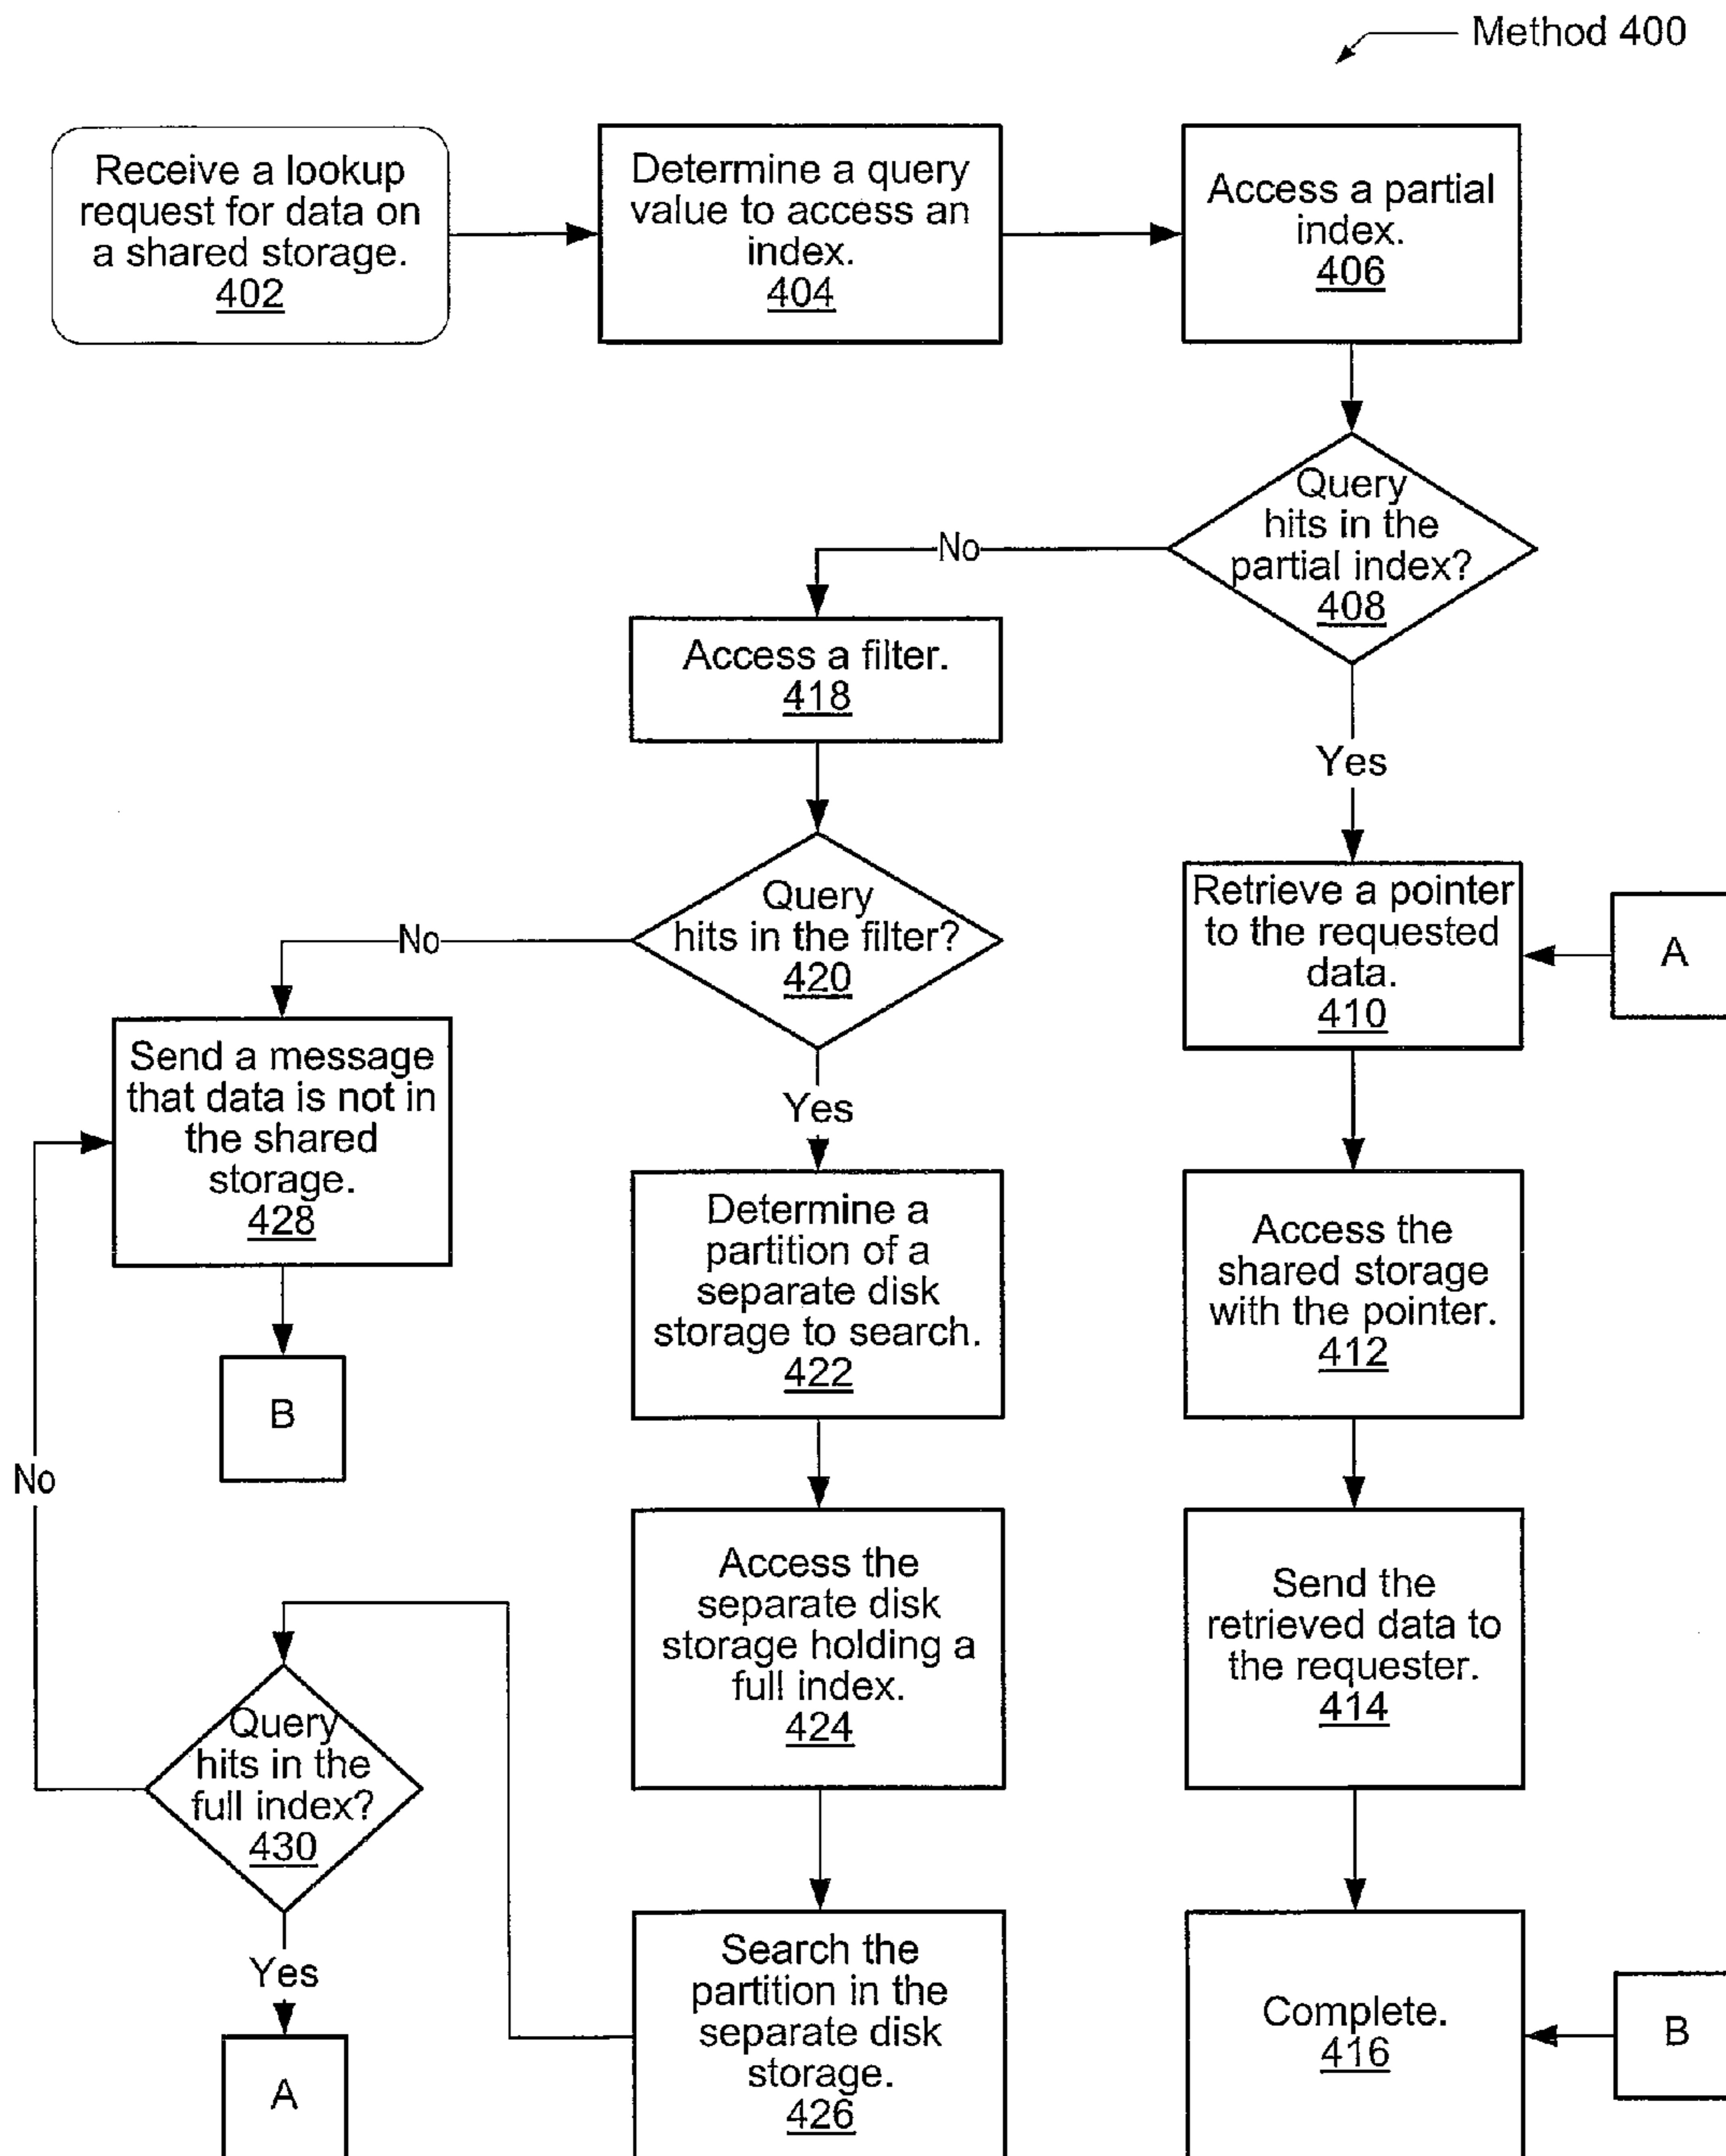 Method 400
Receive a lookup
request for data on
a shared storage.
402
Determine a query
value to access an
index.
404
Access a partial
index.
406
Query
hits in the
partial index?
408
No
Yes
Access a filter.
418
Query
hits in the filter?
420
No
Yes
Retrieve a pointer
to the requested
data.
410
A
Send a message
that data is not in
the shared
storage.
428
B
Determine a
partition of a
separate disk
storage to search.
422
Access the
shared storage
with the pointer.
412
Access the
separate disk
storage holding a
full index.
424
Send the
retrieved data to
the requester.
414
No
Query
hits in the
full index?
430
Yes
A
Search the
partition in the
separate disk
storage.
426
Complete.
416
B